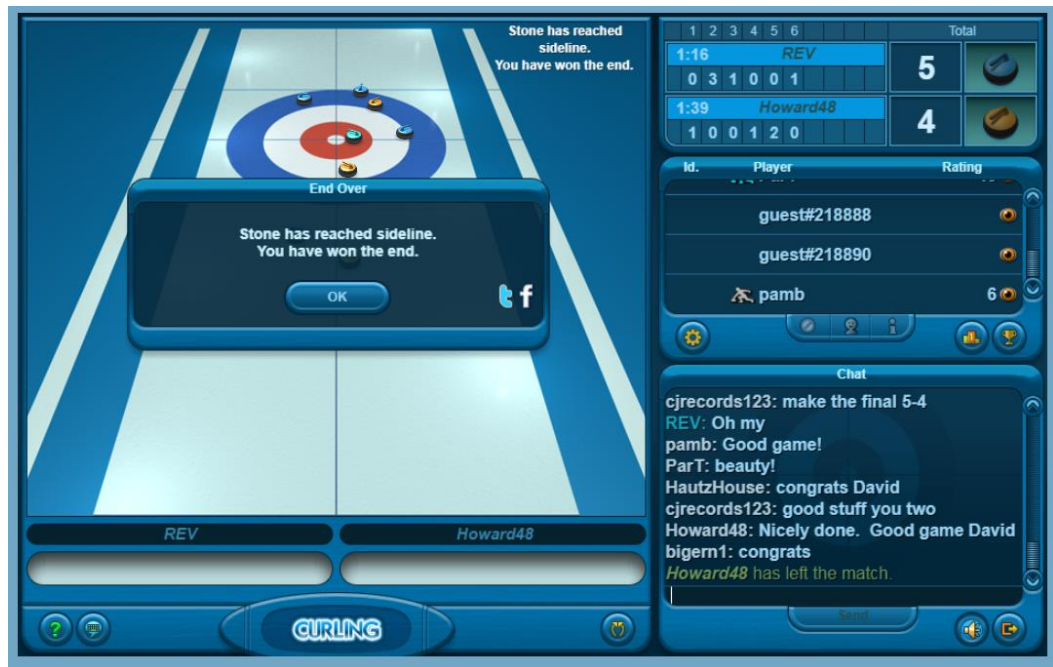 Stone has reached
sideline.
You have won the end.
End Over
Stone has reached sideline.
You have won the end.
OK
t f
REV Howard48
CURLING
1 2 3 4 5 6 Total
1:16 REV
0 3 1 0 0 1 5
1:39 Howard48
1 0 0 1 2 0 4
Id. Player Rating
guest#218888
guest#218890
pamb 6
Chat
cjrecords123: make the final 5-4
REV: Oh my
pamb: Good game!
ParT: beauty!
HautzHouse: congrats David
cjrecords123: good stuff you two
Howard48: Nicely done. Good game David
bigern1: congrats
Howard48 has left the match.
Send